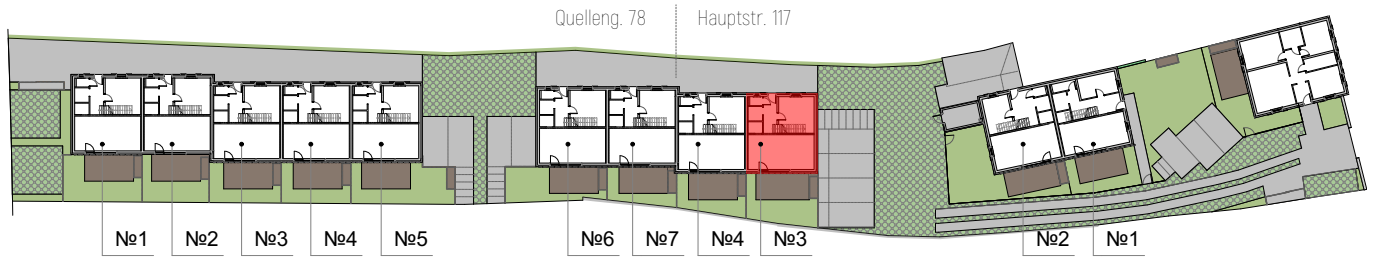 Quelleng. 78 Hauptstr. 117
№1 №2 №3 №4 №5 №6 №7 №4 №3 №2 №1